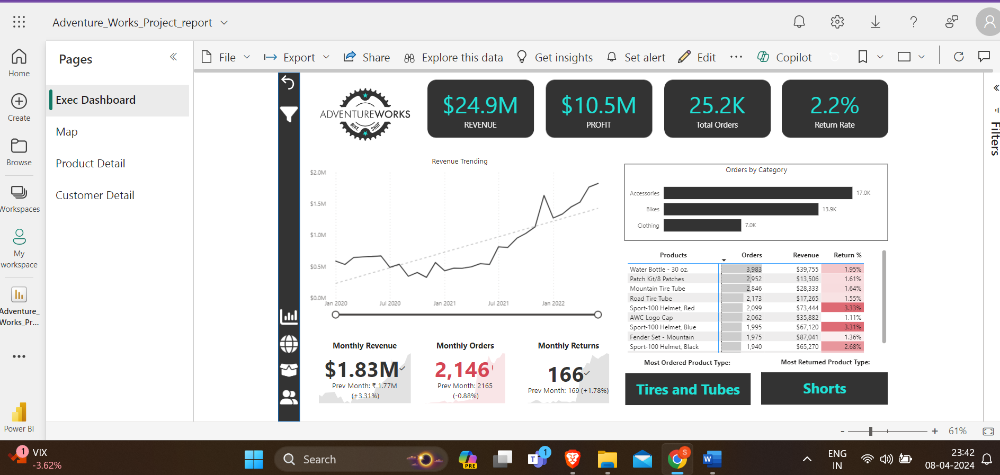 Adventure_Works_Project_report
Home
Create
Browse
Workspaces
My
workspace
Adventure_
Works_Pr...
Power BI
Pages
Exec Dashboard
Map
Product Detail
Customer Detail
File
Export
Share
Explore this data
Get insights
Set alert
Edit
Copilot
Filters
ADVENTUREWORKS
BIKE SHOP
$24.9M
REVENUE
$10.5M
PROFIT
25.2K
Total Orders
2.2%
Return Rate
Revenue Trending
$2.0M
$1.5M
$1.0M
$0.5M
$0.0M
Jan 2020 Jul 2020 Jan 2021 Jul 2021 Jan 2022
Orders by Category
Accessories 17.0K
Bikes 13.9K
Clothing 7.0K
Products Orders Revenue Return %
Water Bottle - 30 oz. 3,983 $39,755 1.95%
Patch Kit/8 Patches 2,952 $13,506 1.61%
Mountain Tire Tube 2,846 $28,333 1.64%
Road Tire Tube 2,173 $17,265 1.55%
Sport-100 Helmet, Red 2,099 $73,444 3.33%
AWC Logo Cap 2,062 $35,882 1.11%
Sport-100 Helmet, Blue 1,995 $67,120 3.31%
Fender Set - Mountain 1,975 $87,041 1.36%
Sport-100 Helmet, Black 1,940 $65,270 2.68%
Monthly Revenue
$1.83M
Prev Month: ₹ 1.77M
(+3.31%)
Monthly Orders
2,146!
Prev Month: 2165
(-0.88%)
Monthly Returns
166
Prev Month: 169 (+1.78%)
Most Ordered Product Type:
Tires and Tubes
Most Returned Product Type:
Shorts
- + 61%
1
VIX
-3.62%
Search
PRE
T
1
S
W
ENG
IN
23:42
08-04-2024